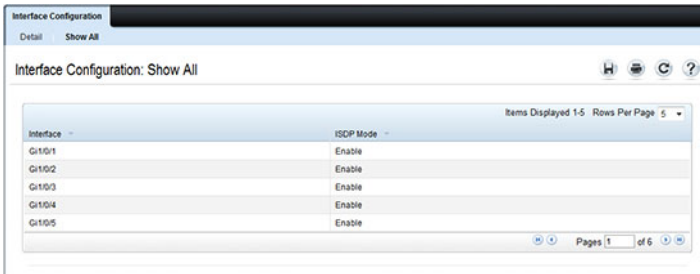 Interface Configuration
Detail Show All
Interface Configuration: Show All
?
Items Displayed 1-5 Rows Per Page 5
Interface ISDP Mode
Gi1/0/1 Enable
Gi1/0/2 Enable
Gi1/0/3 Enable
Gi1/0/4 Enable
Gi1/0/5 Enable
Pages 1 of 6